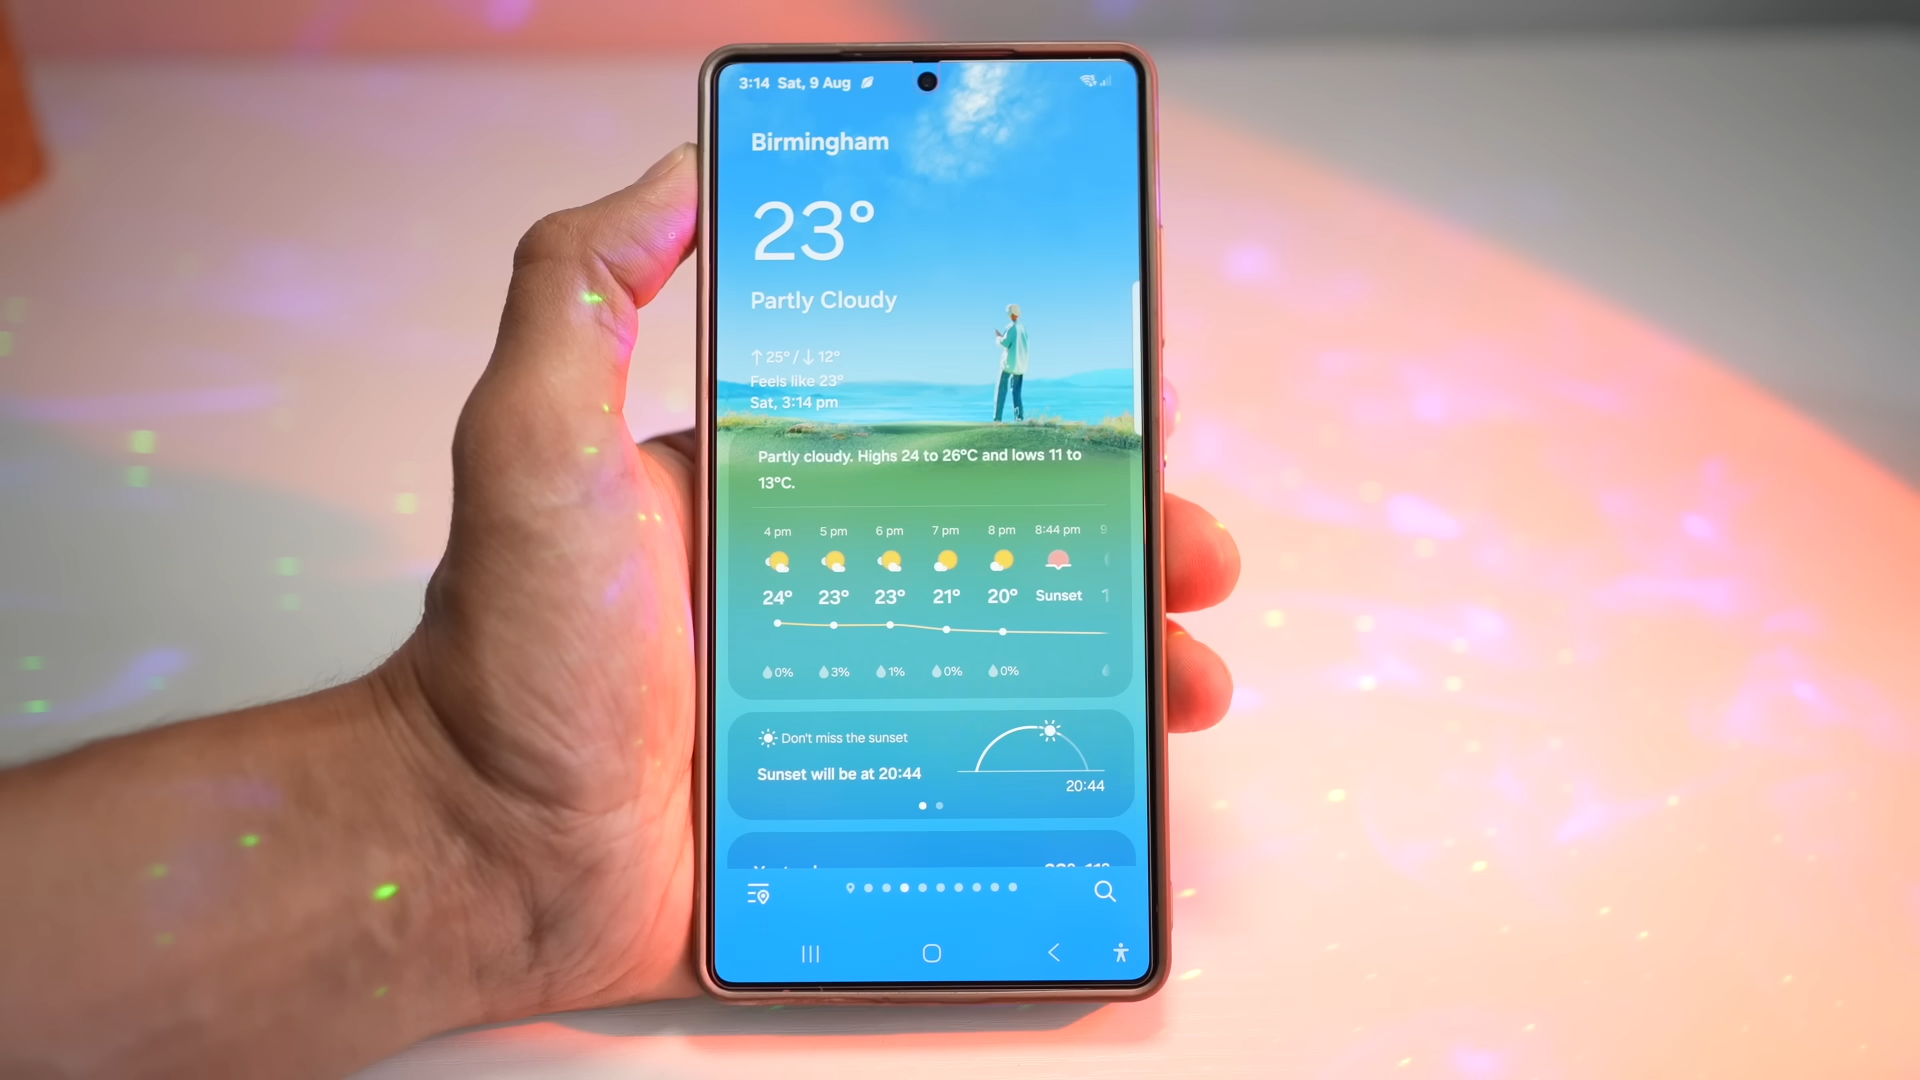 3:14 Sat, 9 Aug
Birmingham
23°
Partly Cloudy
↑ 25° / ↓ 12°
Feels like 23°
Sat, 3:14 pm
Partly cloudy. Highs 24 to 26°C and lows 11 to
13°C.
4 pm 5 pm 6 pm 7 pm 8 pm 8:44 pm 9
24° 23° 23° 21° 20° Sunset 1
0% 3% 1% 0% 0%
Don't miss the sunset
Sunset will be at 20:44
20:44